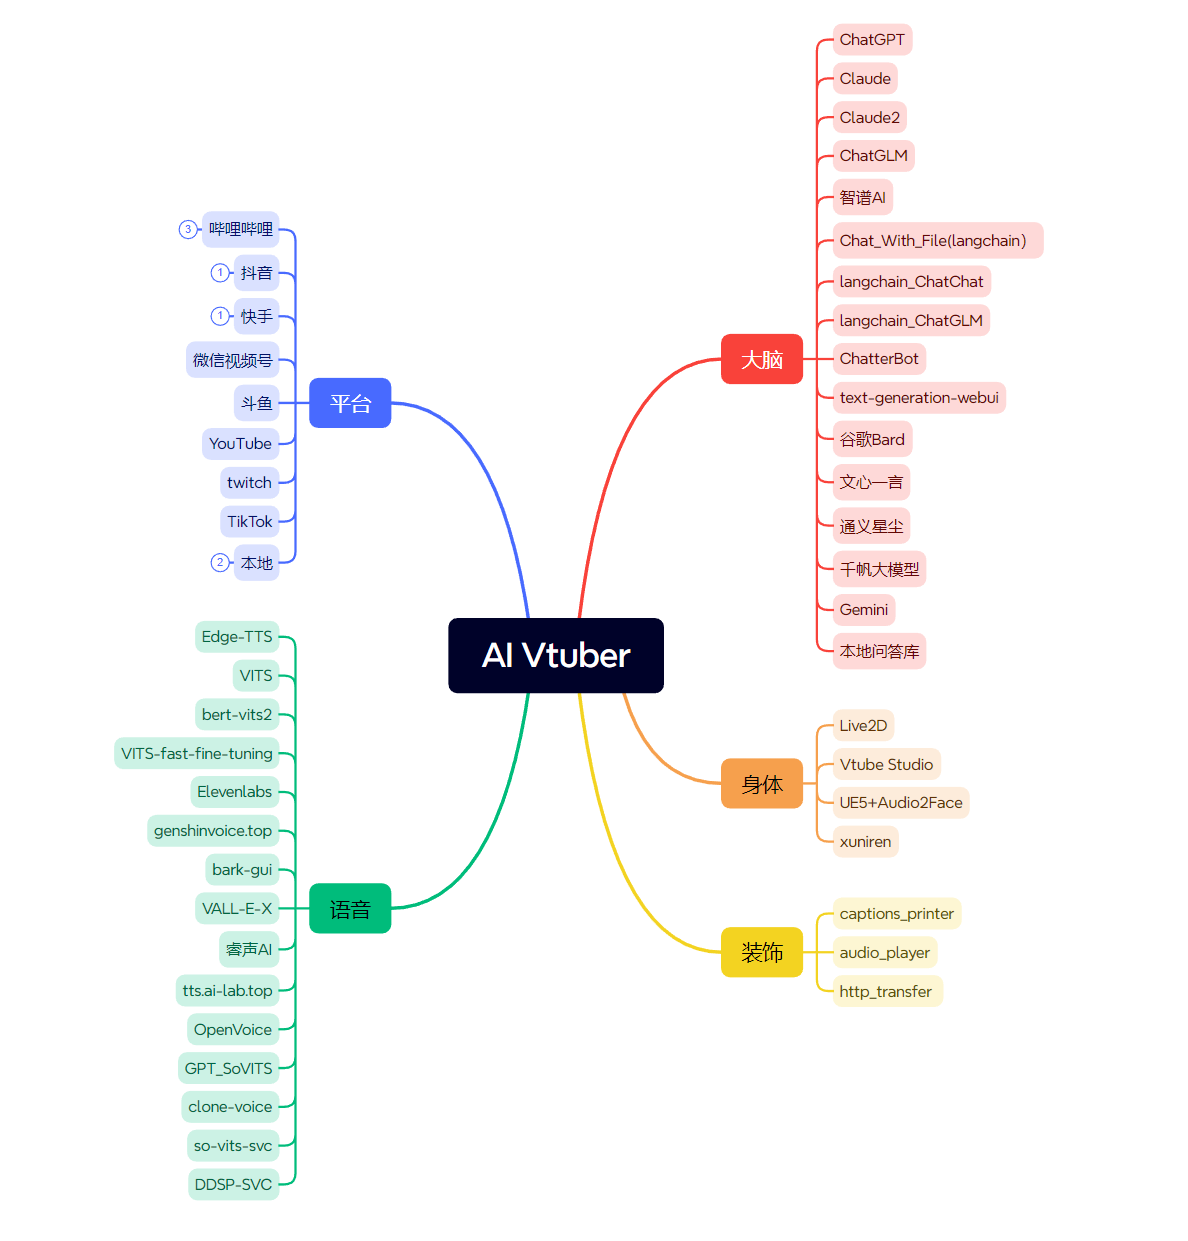 AI Vtuber
大脑
ChatGPT
Claude
Claude2
ChatGLM
智谱AI
Chat_With_File(langchain）
langchain_ChatChat
langchain_ChatGLM
ChatterBot
text-generation-webui
谷歌Bard
文心一言
通义星尘
千帆大模型
Gemini
本地问答库
身体
Live2D
Vtube Studio
UE5+Audio2Face
xuniren
装饰
captions_printer
audio_player
http_transfer
平台
哔哩哔哩
3
抖音
1
快手
1
微信视频号
斗鱼
YouTube
twitch
TikTok
本地
2
语音
Edge-TTS
VITS
bert-vits2
VITS-fast-fine-tuning
Elevenlabs
genshinvoice.top
bark-gui
VALL-E-X
睿声AI
tts.ai-lab.top
OpenVoice
GPT_SoVITS
clone-voice
so-vits-svc
DDSP-SVC